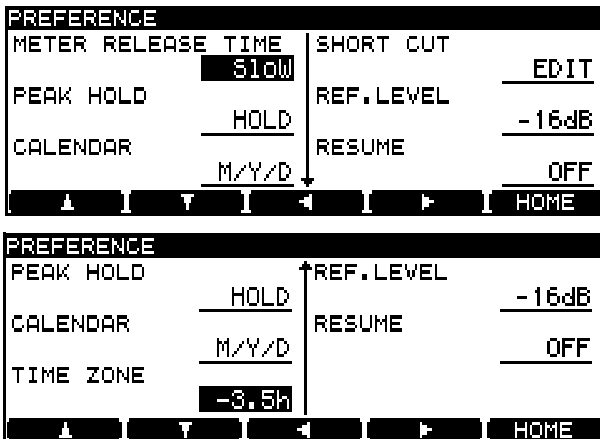 PREFERENCE
METER RELEASE TIME
SloW
PEAK HOLD
HOLD
CALENDAR
M/Y/D
SHORT CUT
EDIT
REF.LEVEL
-16dB
RESUME
OFF
HOME
PREFERENCE
PEAK HOLD
HOLD
CALENDAR
M/Y/D
TIME ZONE
-3.5h
REF.LEVEL
-16dB
RESUME
OFF
HOME